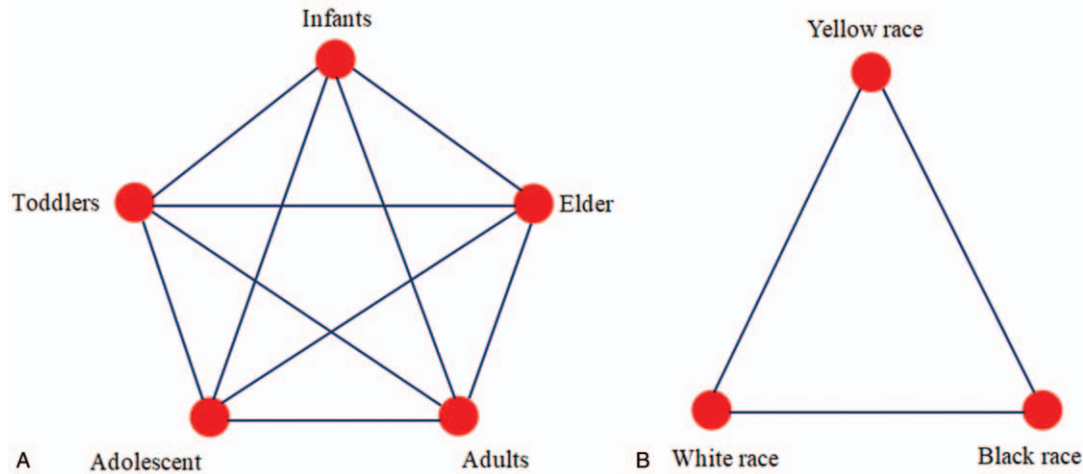 Infants
Toddlers
Elder
Adolescent
Adults
A
Yellow race
White race
Black race
B